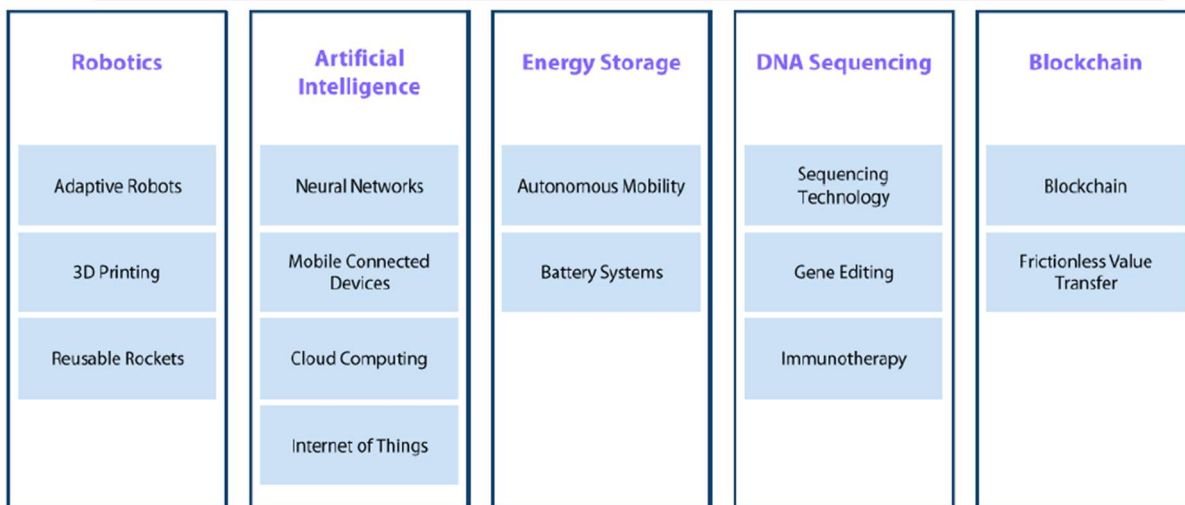 Robotics
Adaptive Robots
3D Printing
Reusable Rockets
Artificial
Intelligence
Neural Networks
Mobile Connected
Devices
Cloud Computing
Internet of Things
Energy Storage
Autonomous Mobility
Battery Systems
DNA Sequencing
Sequencing
Technology
Gene Editing
Immunotherapy
Blockchain
Blockchain
Frictionless Value
Transfer